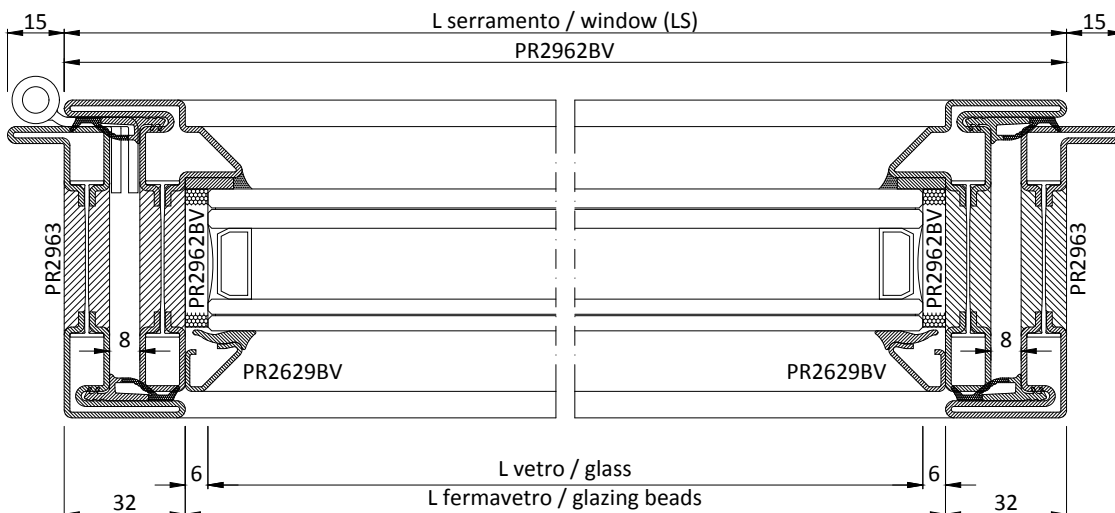 15
L serramento / window (LS)
15
PR2962BV
PR2963
PR2962BV
PR2962BV
PR2963
8
8
PR2629BV
PR2629BV
6
L vetro / glass
6
32
L fermavetro / glazing beads
32